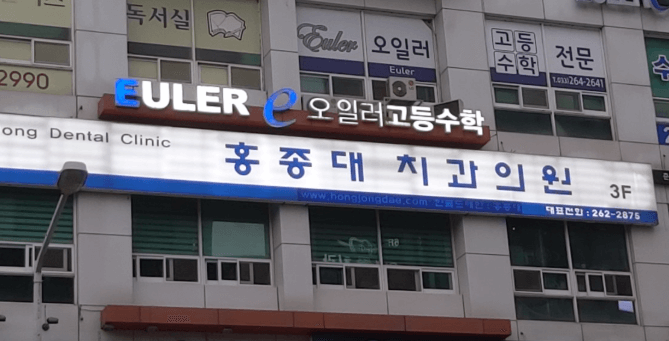 독서실
2990
Euler 오일러
Euler
고등
수학
전문
264-2641
EULER e 오일러고등수학
ong Dental Clinic
홍종대 치과의원 3F
www.hongjongdae.com
대표전화 : 262-2875